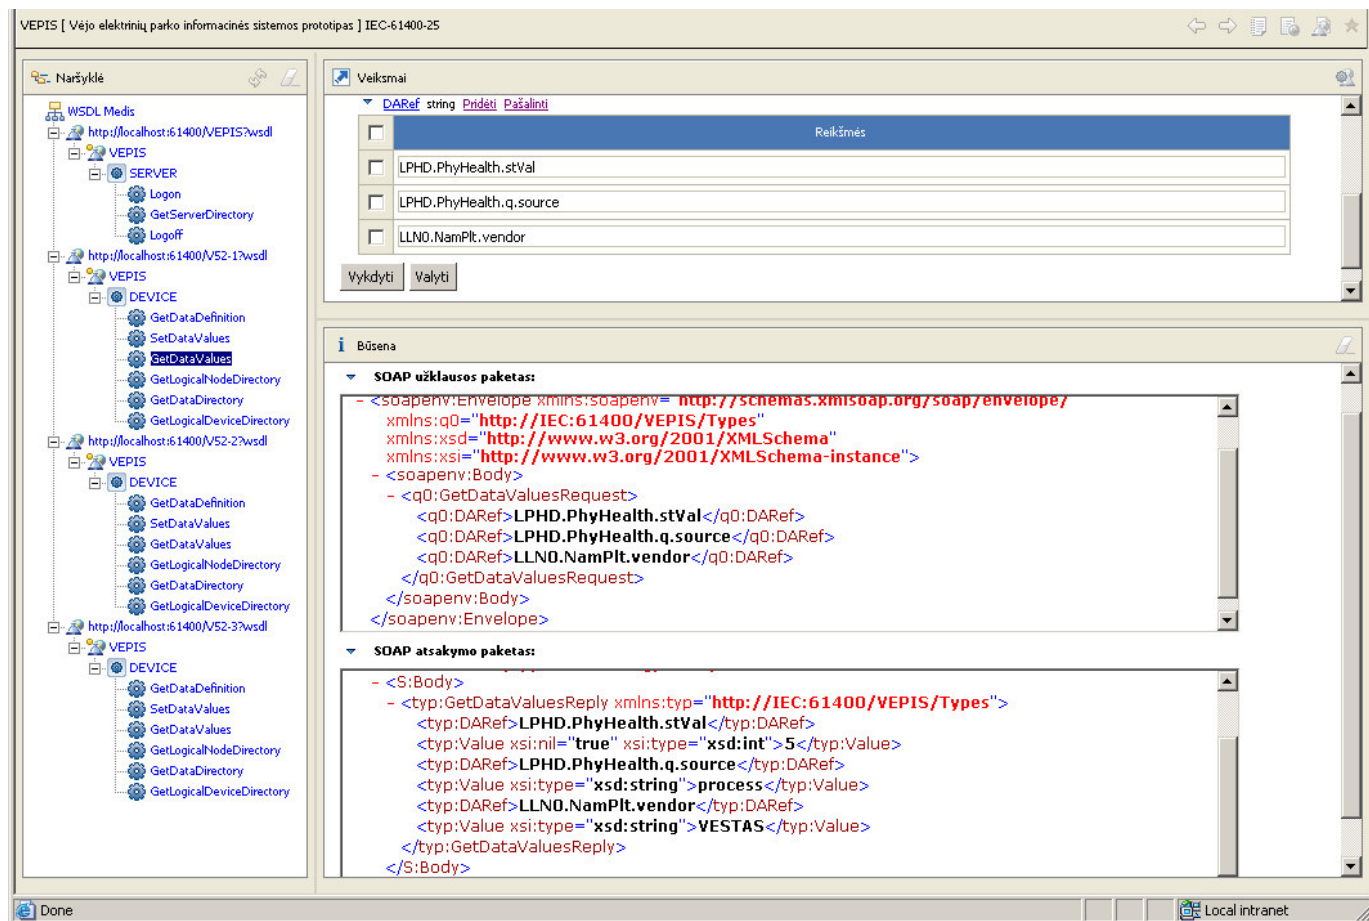 VEPIS [ Vėjo elektrinių parko informacinės sistemos prototipas ] IEC-61400-25
Naršyklė
WSDL Medis
http://localhost:61400/VEPIS?wsdl
VEPIS
SERVER
Logon
GetServerDirectory
Logoff
http://localhost:61400/V52-1?wsdl
VEPIS
DEVICE
GetDataDefinition
SetDataValues
GetDataValues
GetLogicalNodeDirectory
GetDataDirectory
GetLogicalDeviceDirectory
http://localhost:61400/V52-2?wsdl
VEPIS
DEVICE
GetDataDefinition
SetDataValues
GetDataValues
GetLogicalNodeDirectory
GetDataDirectory
GetLogicalDeviceDirectory
http://localhost:61400/V52-3?wsdl
VEPIS
DEVICE
GetDataDefinition
SetDataValues
GetDataValues
GetLogicalNodeDirectory
GetDataDirectory
GetLogicalDeviceDirectory
Veiksmai
DARef string Pridėti Pašalinti
Reikšmės
LPHD.PhyHealth.stVal
LPHD.PhyHealth.q.source
LLN0.NamPlt.vendor
Vykdyti Valyti
i Būsena
SOAP užklausos paketas:
- <soapenv:Envelope xmlns:soapenv="http://schemas.xmlsoap.org/soap/envelope/
xmlns:q0="http://IEC:61400/VEPIS/Types"
xmlns:xsd="http://www.w3.org/2001/XMLSchema"
xmlns:xsi="http://www.w3.org/2001/XMLSchema-instance">
- <soapenv:Body>
- <q0:GetDataValuesRequest>
<q0:DARef>LPHD.PhyHealth.stVal</q0:DARef>
<q0:DARef>LPHD.PhyHealth.q.source</q0:DARef>
<q0:DARef>LLN0.NamPlt.vendor</q0:DARef>
</q0:GetDataValuesRequest>
</soapenv:Body>
</soapenv:Envelope>
SOAP atsakymo paketas:
- <S:Body>
- <typ:GetDataValuesReply xmlns:typ="http://IEC:61400/VEPIS/Types">
<typ:DARef>LPHD.PhyHealth.stVal</typ:DARef>
<typ:Value xsi:nil="true" xsi:type="xsd:int">5</typ:Value>
<typ:DARef>LPHD.PhyHealth.q.source</typ:DARef>
<typ:Value xsi:type="xsd:string">process</typ:Value>
<typ:DARef>LLN0.NamPlt.vendor</typ:DARef>
<typ:Value xsi:type="xsd:string">VESTAS</typ:Value>
</typ:GetDataValuesReply>
</S:Body>
Done
Local intranet